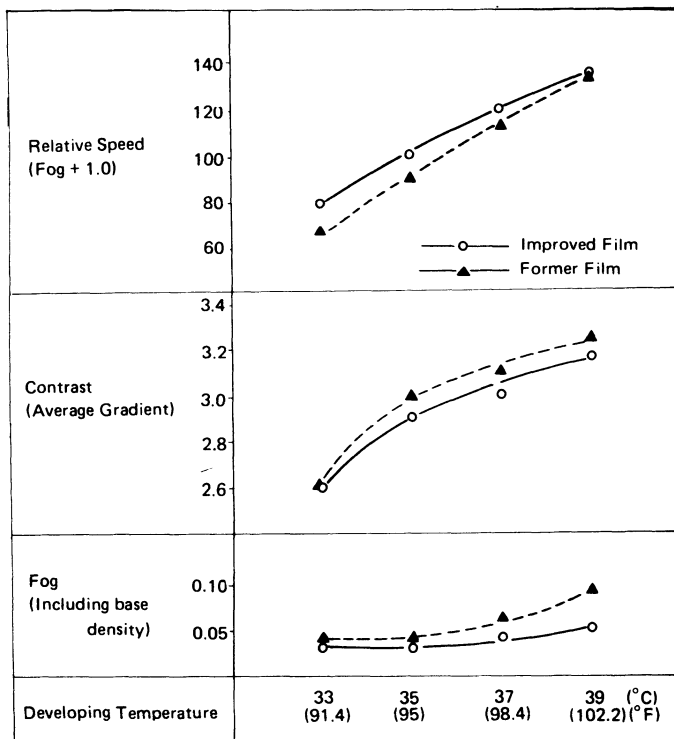 140
120
Relative Speed
(Fog + 1.0)
100
80
60
Improved Film
Former Film
3.4
3.2
Contrast
(Average Gradient)
3.0
2.8
2.6
Fog
(Including base
density)
0.10
0.05
Developing Temperature
33 35 37 39 (°C)
(91.4) (95) (98.4) (102.2) (°F)